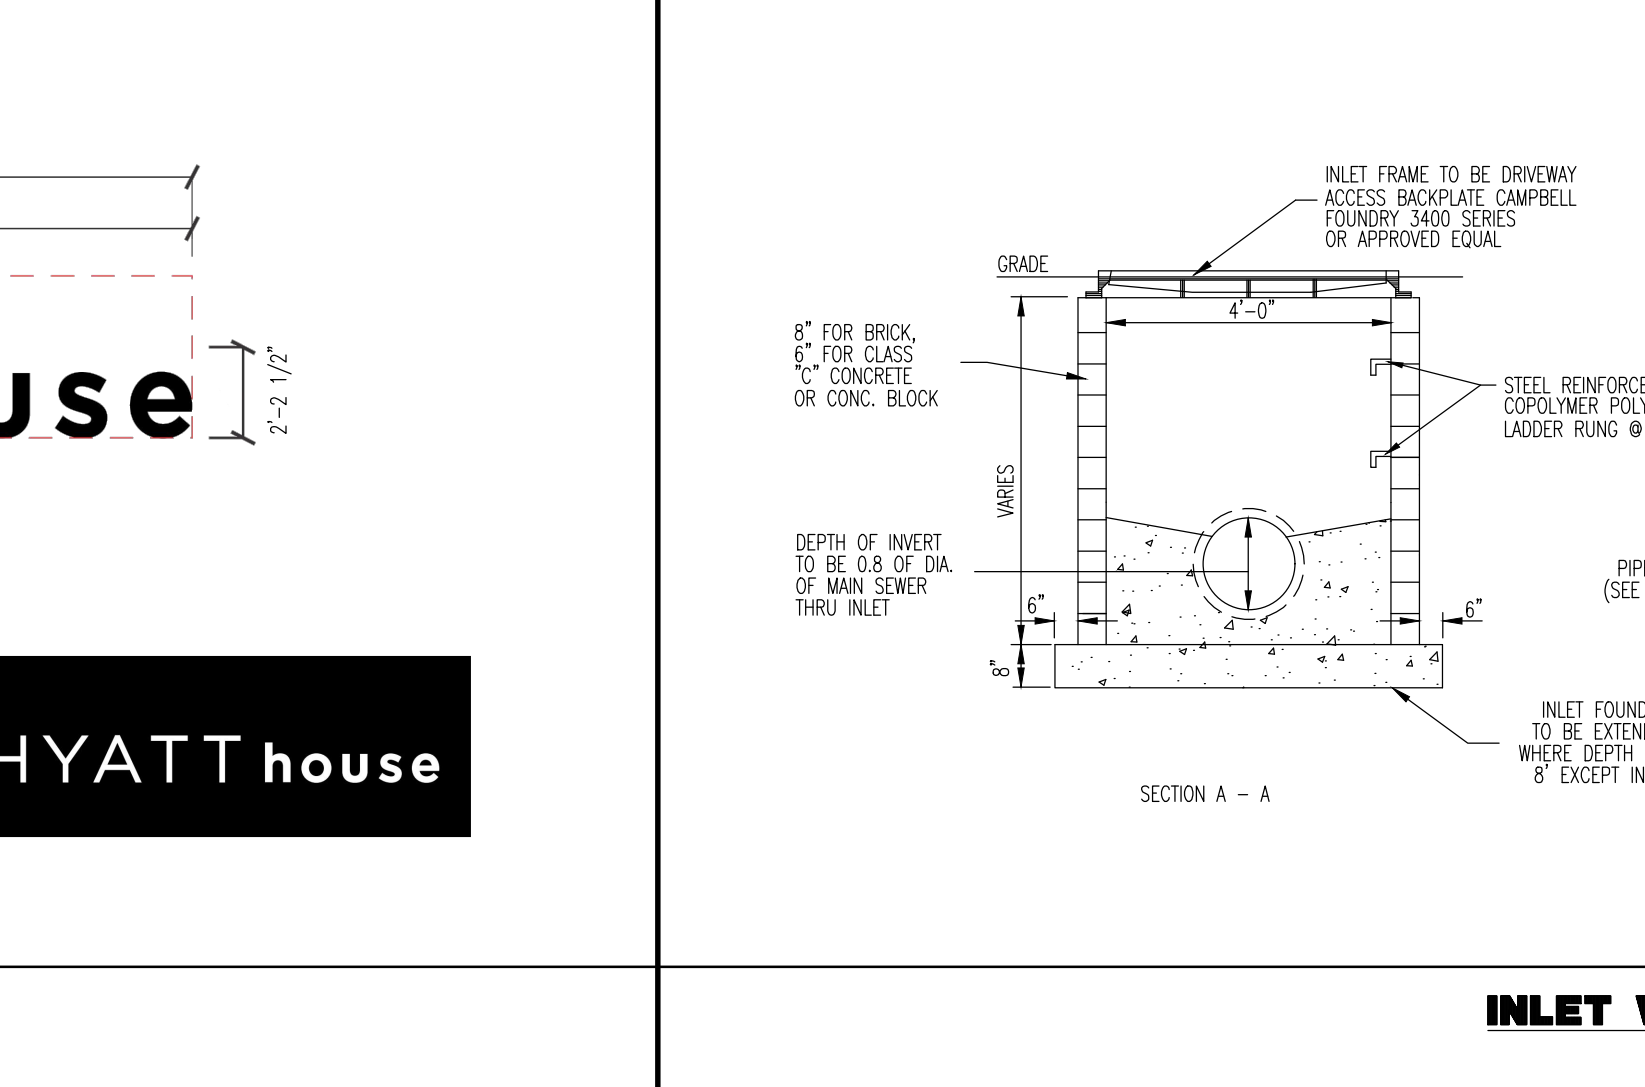 use
2'-2 1/2"
HYATT house
INLET FRAME TO BE DRIVEWAY
ACCESS BACKPLATE CAMPBELL
FOUNDRY 3400 SERIES
OR APPROVED EQUAL
GRADE
4'-0"
8" FOR BRICK,
6" FOR CLASS
"C" CONCRETE
OR CONC. BLOCK
STEEL REINFORCE
COPOLYMER POLY
LADDER RUNG @
VARIES
DEPTH OF INVERT
TO BE 0.8 OF DIA.
OF MAIN SEWER
THRU INLET
PIP
(SEE
6"
6"
8"
INLET FOUND
TO BE EXTEN
WHERE DEPTH
8' EXCEPT IN
SECTION A - A
INLET